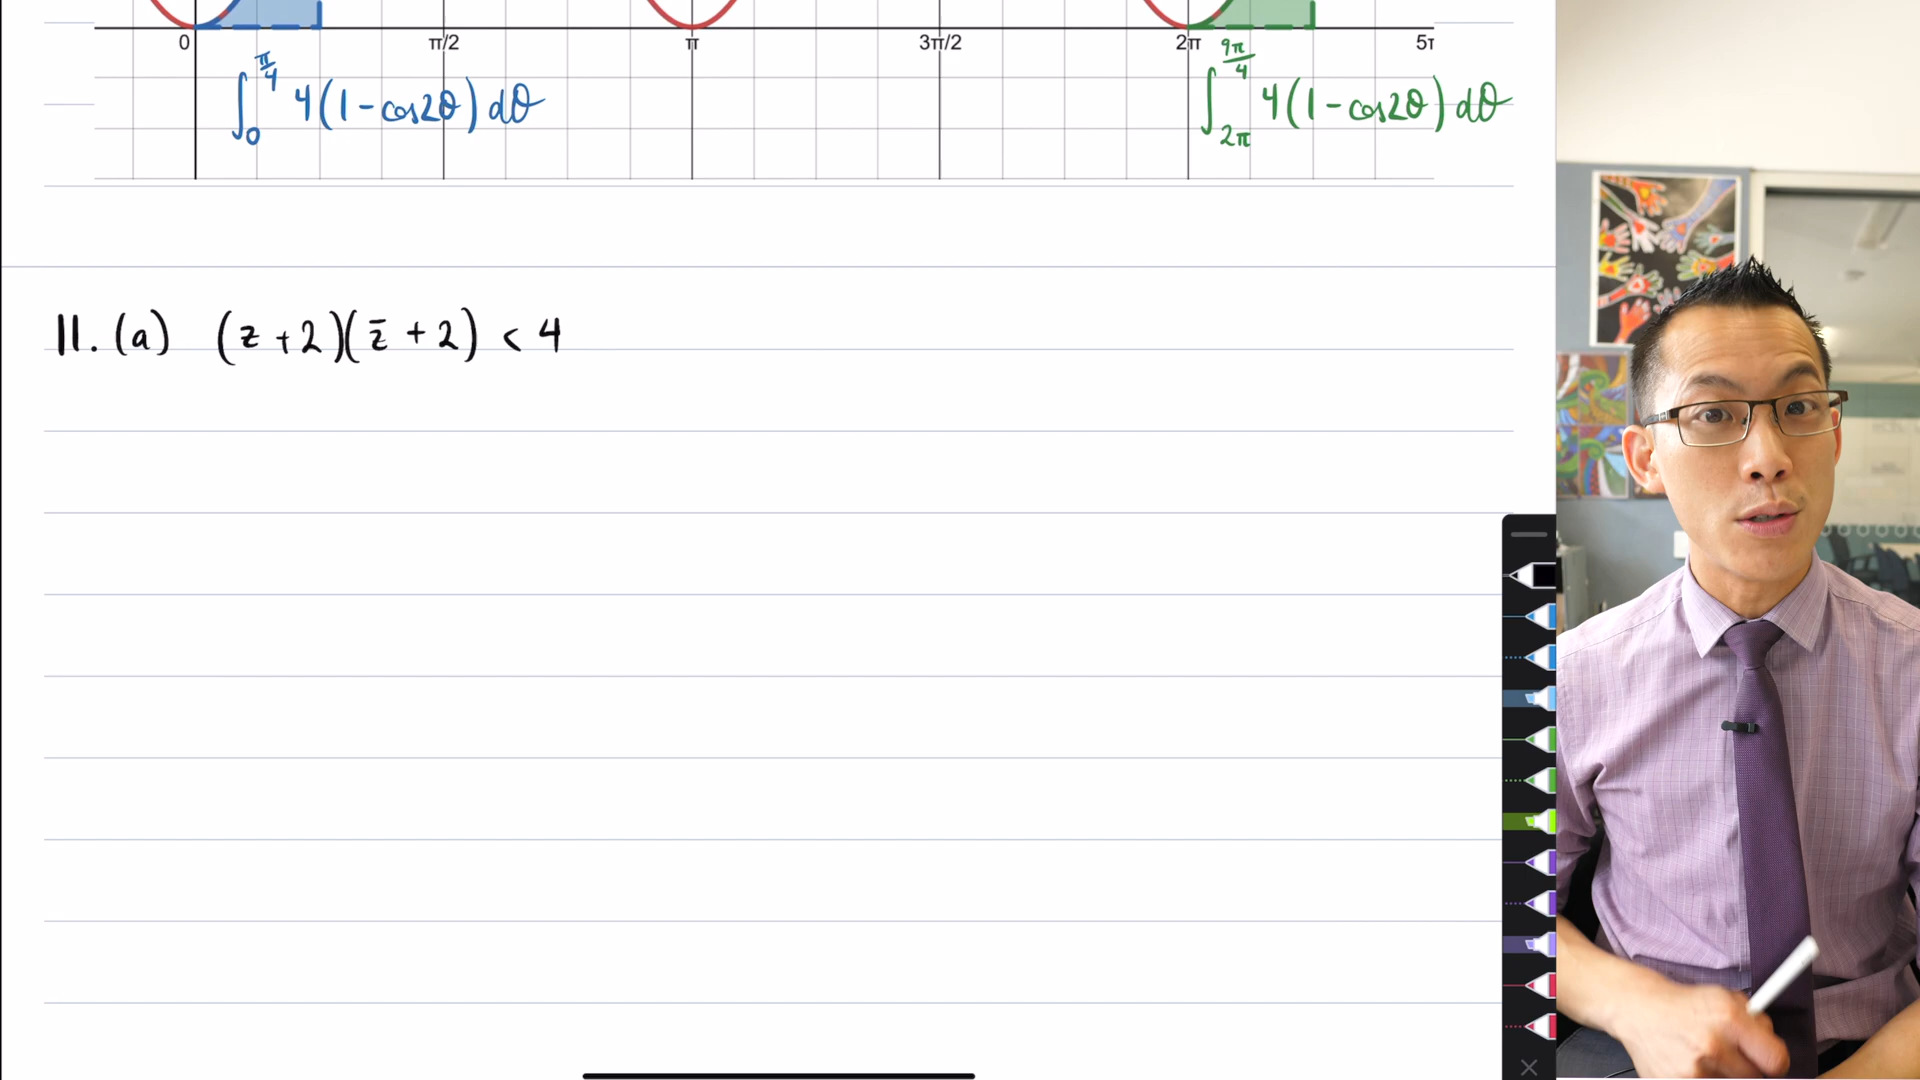 0 π/2 π 3π/2 2π 5π
∫₀^{π/4} 4(1-cos2θ)dθ
∫_{2π}^{9π/4} 4(1-cos2θ)dθ
11. (a) (z+2)(z̄+2) < 4